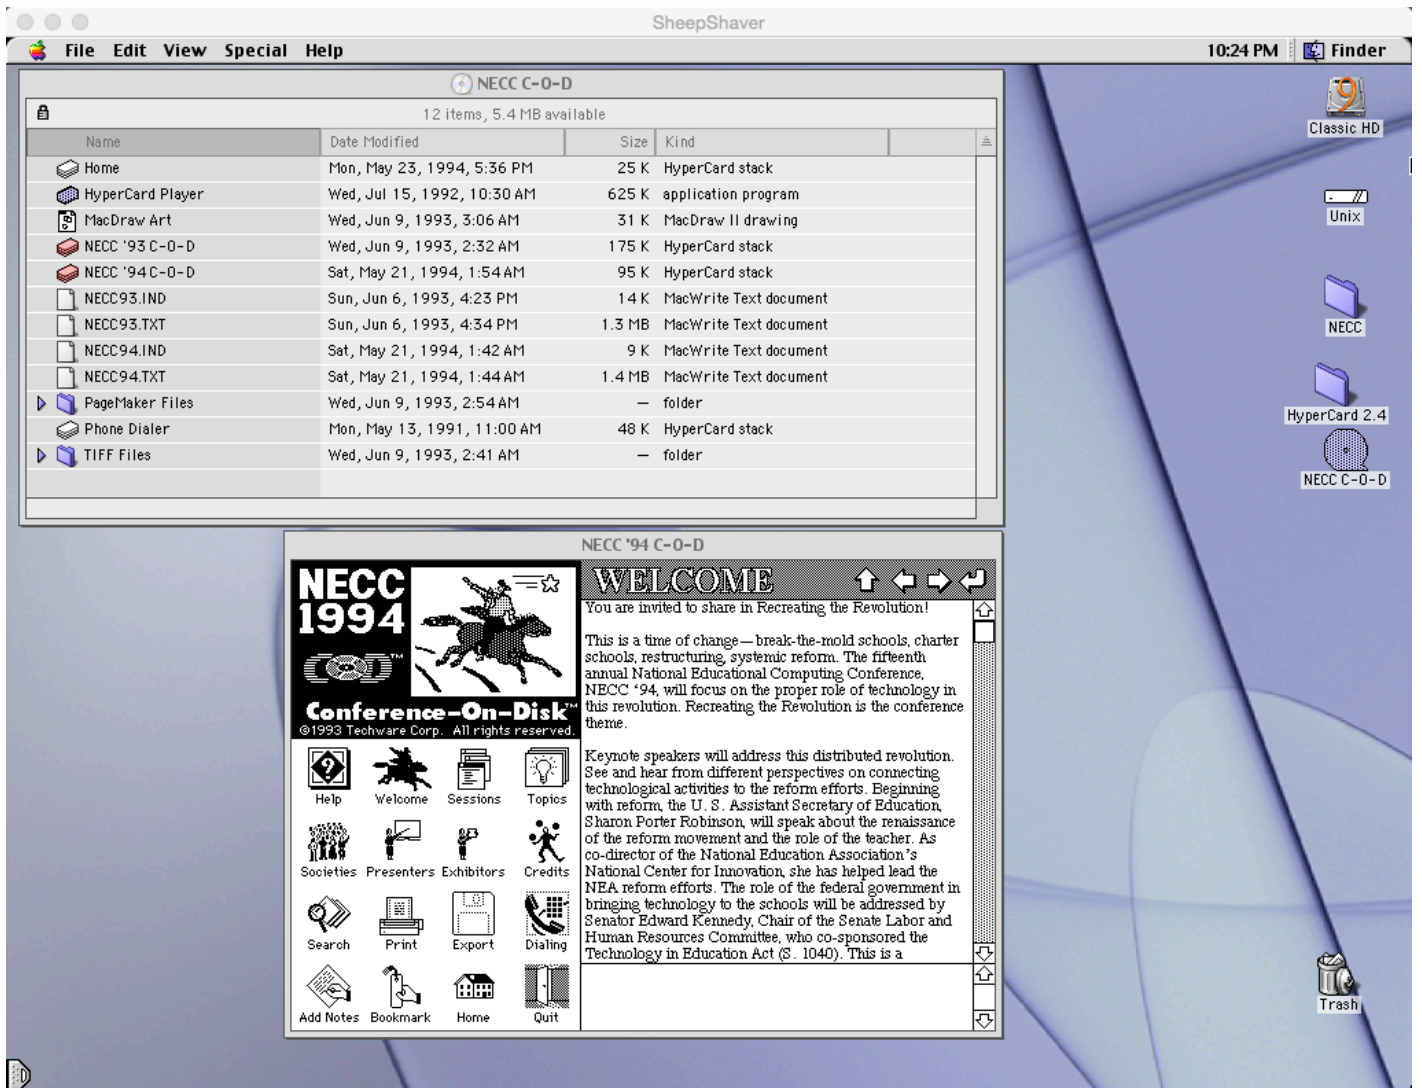 SheepShaver
File Edit View Special Help 10:24 PM Finder
NECC C-O-D
12 items, 5.4 MB available
Name Date Modified Size Kind
Home Mon, May 23, 1994, 5:36 PM 25 K HyperCard stack
HyperCard Player Wed, Jul 15, 1992, 10:30 AM 625 K application program
MacDraw Art Wed, Jun 9, 1993, 3:06 AM 31 K MacDraw II drawing
NECC '93 C-O-D Wed, Jun 9, 1993, 2:32 AM 175 K HyperCard stack
NECC '94 C-O-D Sat, May 21, 1994, 1:54 AM 95 K HyperCard stack
NECC93.IND Sun, Jun 6, 1993, 4:23 PM 14 K MacWrite Text document
NECC93.TXT Sun, Jun 6, 1993, 4:34 PM 1.3 MB MacWrite Text document
NECC94.IND Sat, May 21, 1994, 1:42 AM 9 K MacWrite Text document
NECC94.TXT Sat, May 21, 1994, 1:44 AM 1.4 MB MacWrite Text document
PageMaker Files Wed, Jun 9, 1993, 2:54 AM — folder
Phone Dialer Mon, May 13, 1991, 11:00 AM 48 K HyperCard stack
TIFF Files Wed, Jun 9, 1993, 2:41 AM — folder
9
Classic HD
Unix
NECC
HyperCard 2.4
NECC C-O-D
Trash
NECC '94 C-O-D
NECC
1994
C-O-D™
Conference-On-Disk™
©1993 Techware Corp. All rights reserved.
Help Welcome Sessions Topics
Societies Presenters Exhibitors Credits
Search Print Export Dialing
Add Notes Bookmark Home Quit
WELCOME
You are invited to share in Recreating the Revolution!
This is a time of change—break-the-mold schools, charter
schools, restructuring, systemic reform. The fifteenth
annual National Educational Computing Conference,
NECC '94, will focus on the proper role of technology in
this revolution. Recreating the Revolution is the conference
theme.
Keynote speakers will address this distributed revolution.
See and hear from different perspectives on connecting
technological activities to the reform efforts. Beginning
with reform, the U. S. Assistant Secretary of Education,
Sharon Porter Robinson, will speak about the renaissance
of the reform movement and the role of the teacher. As
co-director of the National Education Association's
National Center for Innovation, she has helped lead the
NEA reform efforts. The role of the federal government in
bringing technology to the schools will be addressed by
Senator Edward Kennedy, Chair of the Senate Labor and
Human Resources Committee, who co-sponsored the
Technology in Education Act (S. 1040). This is a